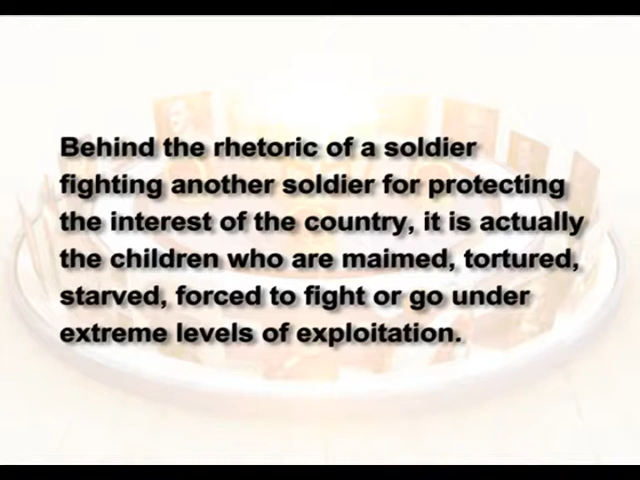 Behind the rhetoric of a soldier
fighting another soldier for protecting
the interest of the country, it is actually
the children who are maimed, tortured,
starved, forced to fight or go under
extreme levels of exploitation.